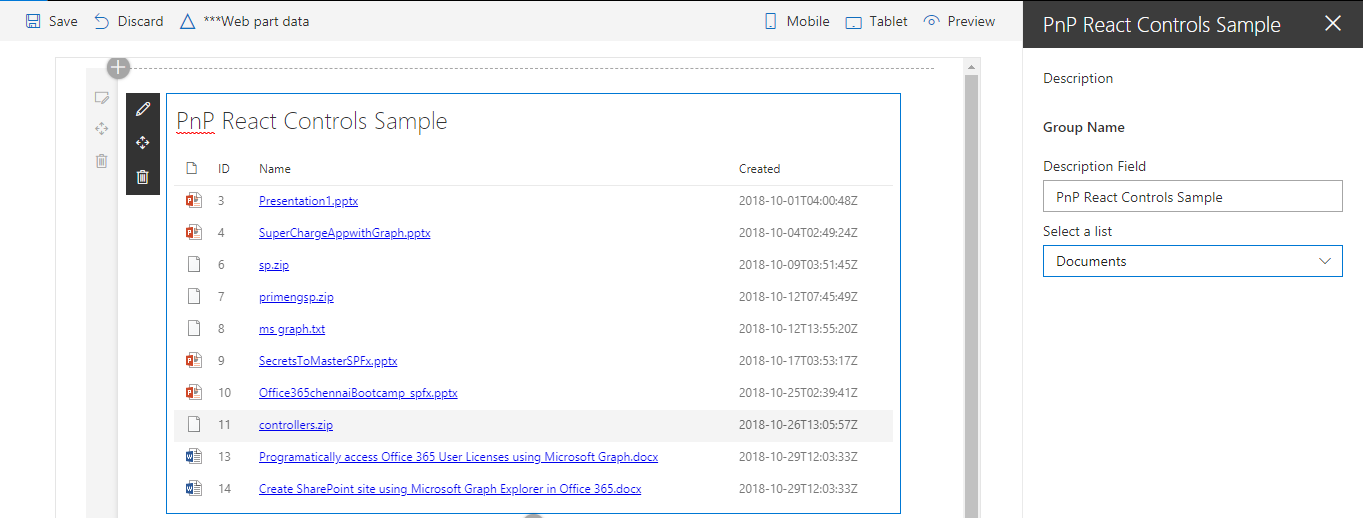 Save Discard ***Web part data Mobile Tablet Preview
PnP React Controls Sample
ID Name Created
3 Presentation1.pptx 2018-10-01T04:00:48Z
4 SuperChargeAppwithGraph.pptx 2018-10-04T02:49:24Z
6 sp.zip 2018-10-09T03:51:45Z
7 primengsp.zip 2018-10-12T07:45:49Z
8 ms graph.txt 2018-10-12T13:55:20Z
9 SecretsToMasterSPFx.pptx 2018-10-17T03:53:17Z
10 Office365chennaiBootcamp_spfx.pptx 2018-10-25T02:39:41Z
11 controllers.zip 2018-10-26T13:05:57Z
13 Programatically access Office 365 User Licenses using Microsoft Graph.docx 2018-10-29T12:03:33Z
14 Create SharePoint site using Microsoft Graph Explorer in Office 365.docx 2018-10-29T12:03:33Z
PnP React Controls Sample
Description
Group Name
Description Field
PnP React Controls Sample
Select a list
Documents